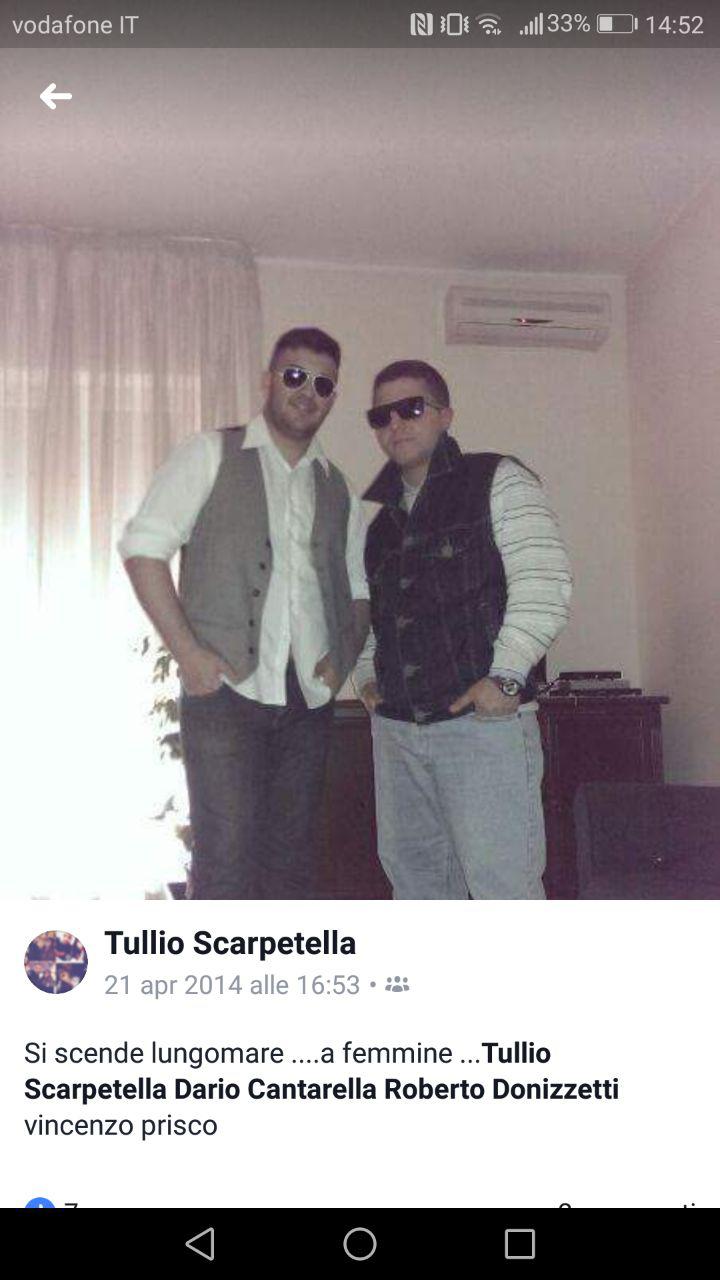 vodafone IT 33% 14:52
Tullio Scarpetella
21 apr 2014 alle 16:53 •
Si scende lungomare ....a femmine ...Tullio
Scarpetella Dario Cantarella Roberto Donizzetti
vincenzo prisco